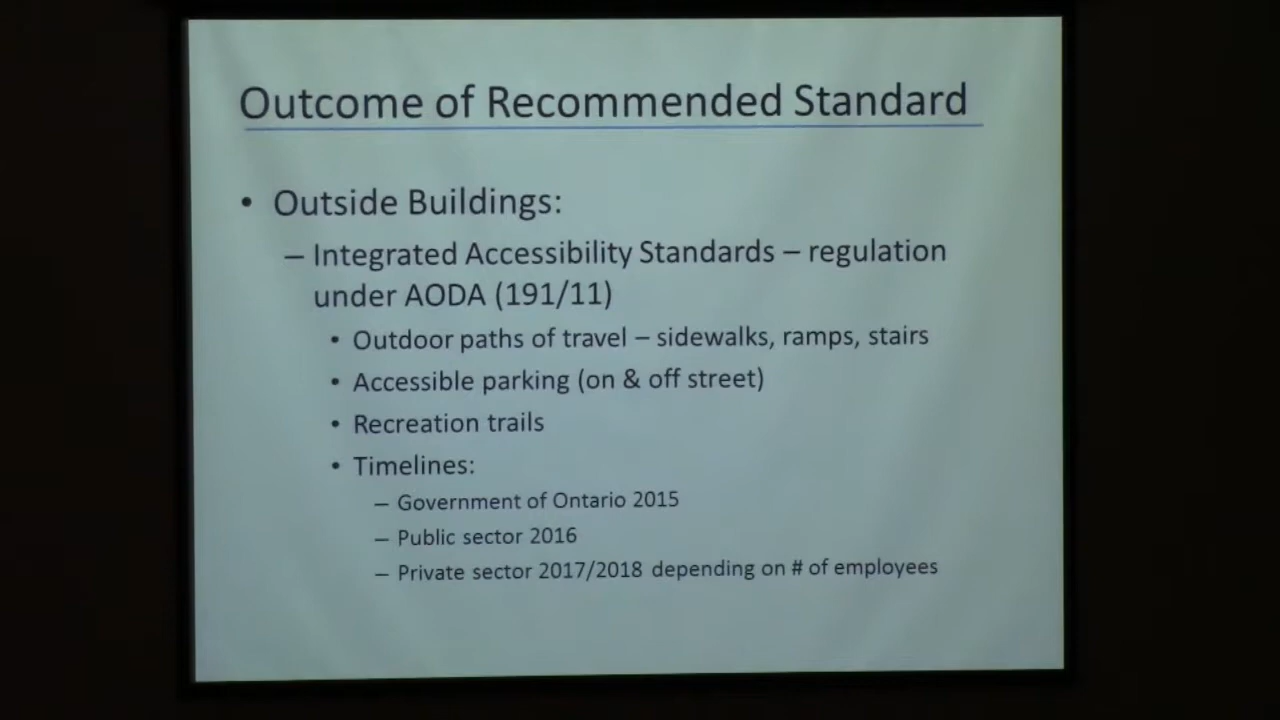 Outcome of Recommended Standard
• Outside Buildings:
– Integrated Accessibility Standards – regulation
under AODA (191/11)
• Outdoor paths of travel – sidewalks, ramps, stairs
• Accessible parking (on & off street)
• Recreation trails
• Timelines:
– Government of Ontario 2015
– Public sector 2016
– Private sector 2017/2018 depending on # of employees